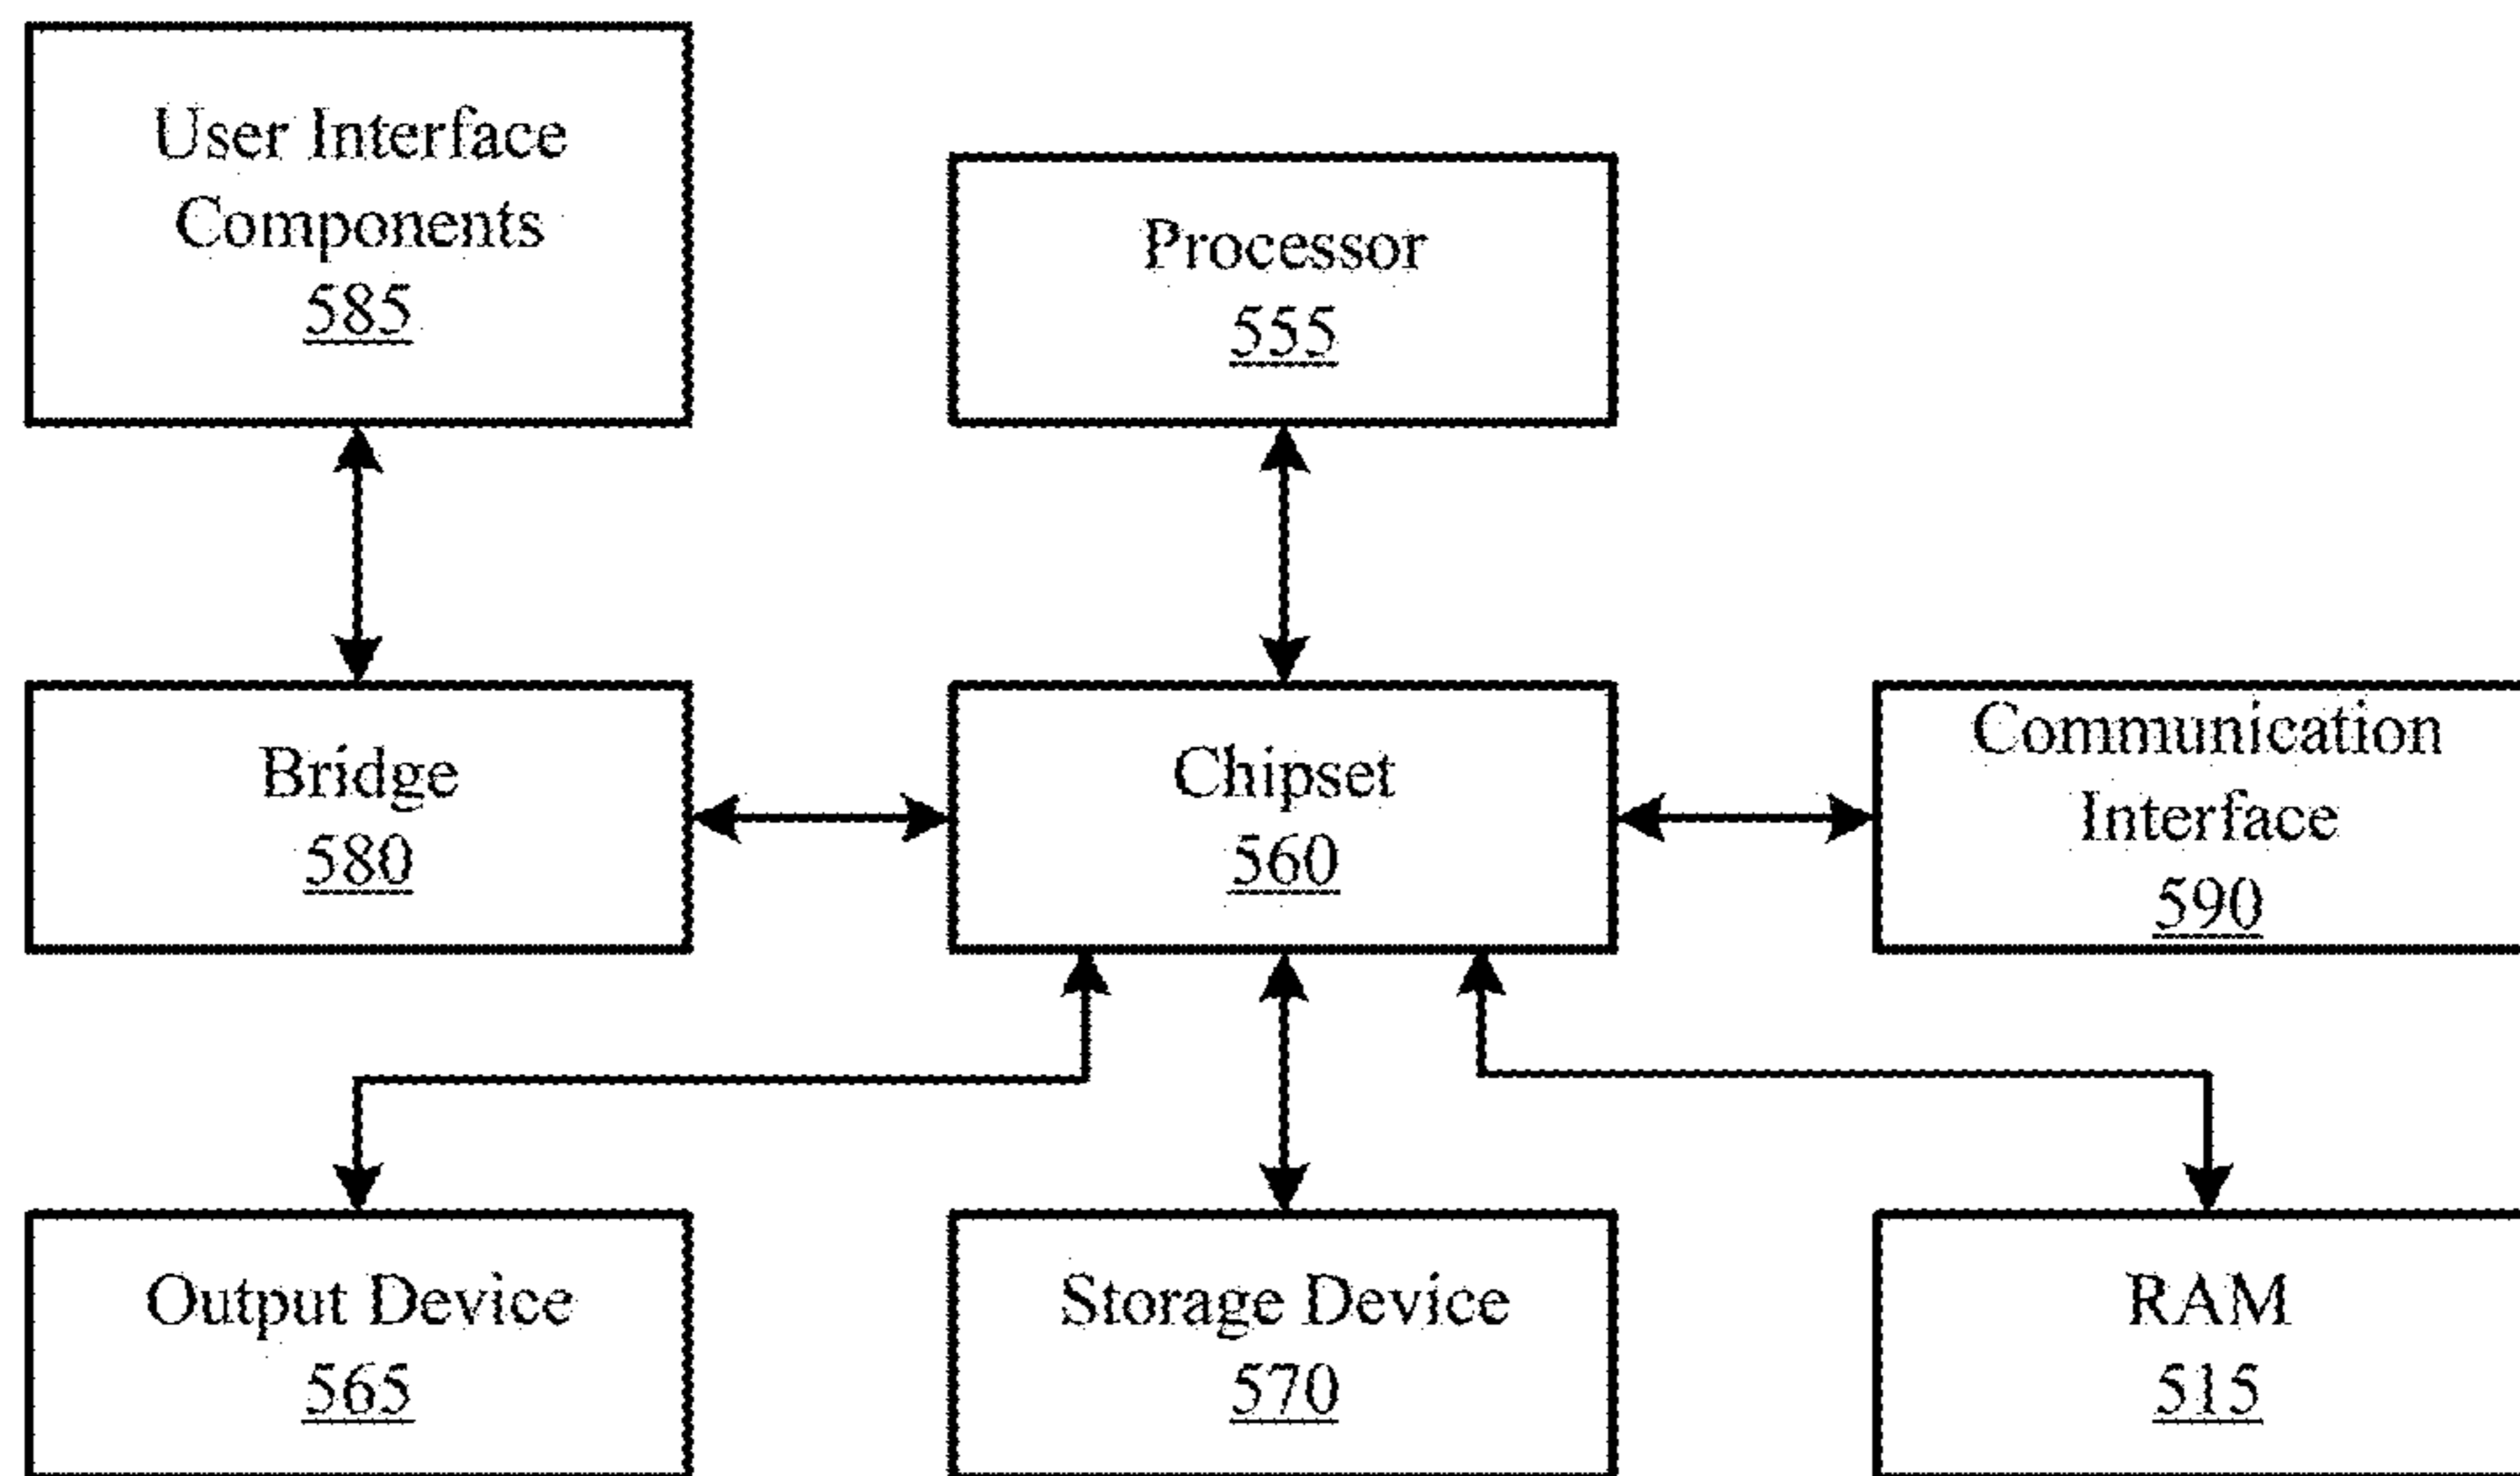 User Interface
Components
585
Processor
555
Bridge
580
Chipset
560
Communication
Interface
590
Output Device
565
Storage Device
570
RAM
515